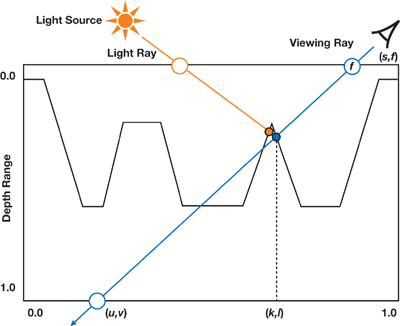 Light Source
Viewing Ray
Light Ray
(s,f)
0.0
f
Depth Range
1.0
0.0
(u,v)
(k,l)
1.0